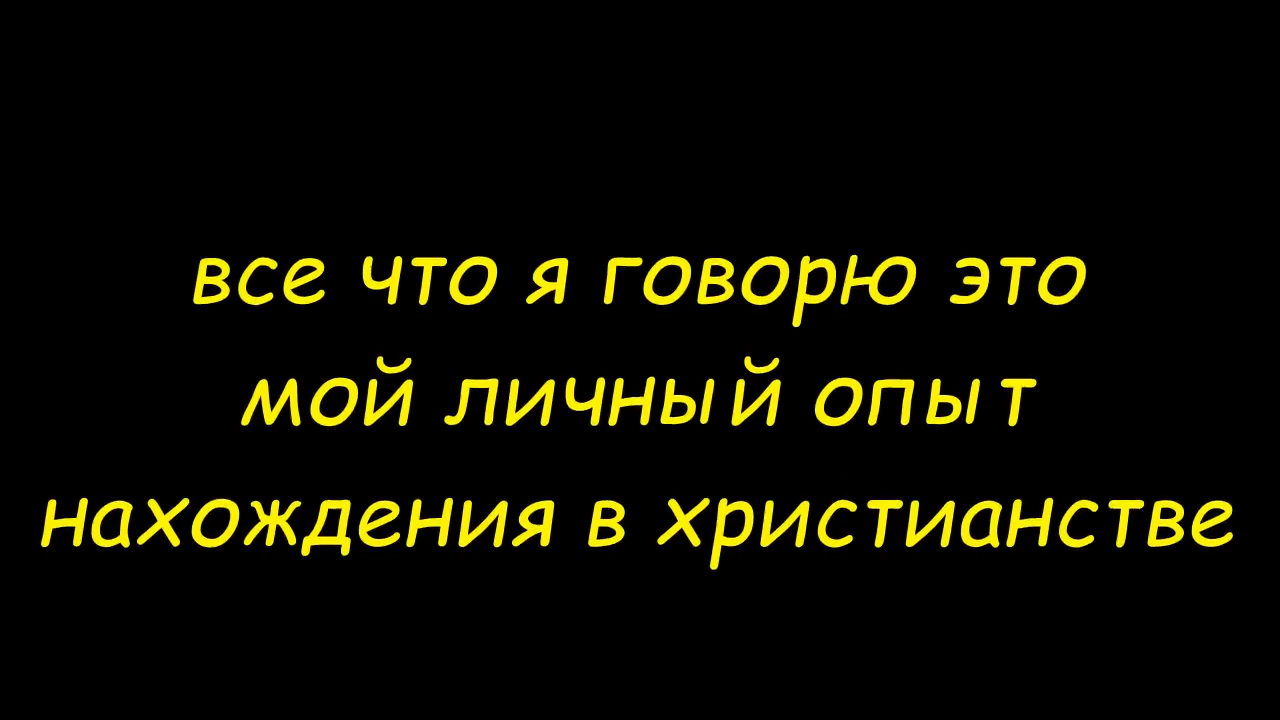 все что я говорю это
мой личный опыт
нахождения в христианстве